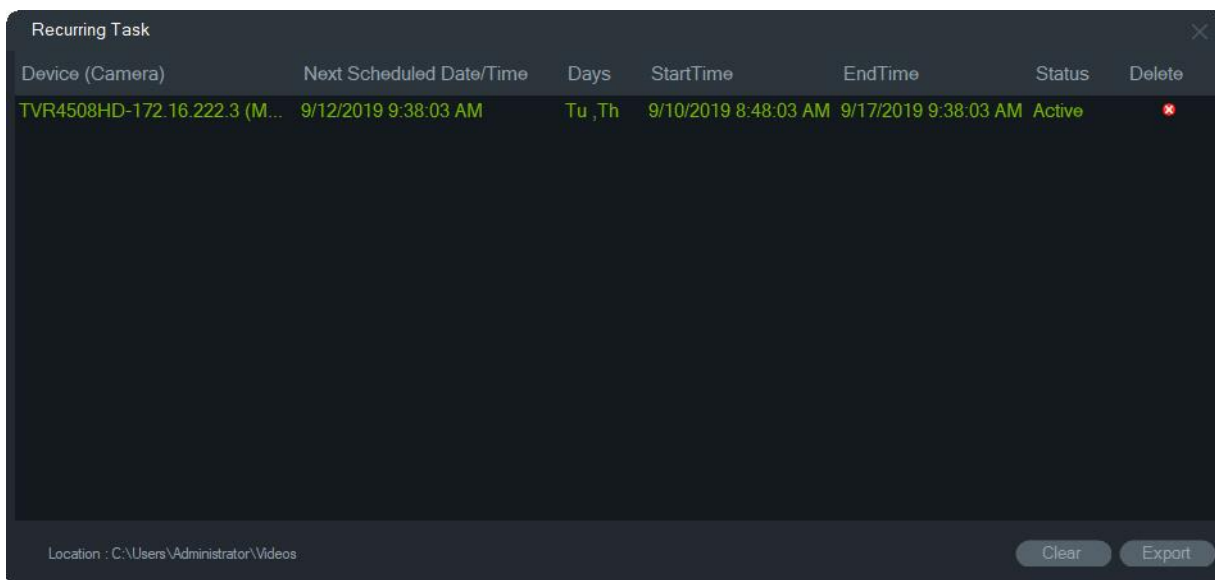 Recurring Task
Device (Camera) Next Scheduled Date/Time Days StartTime EndTime Status Delete
TVR4508HD-172.16.222.3 (M... 9/12/2019 9:38:03 AM Tu ,Th 9/10/2019 8:48:03 AM 9/17/2019 9:38:03 AM Active
Location : C:\Users\Administrator\Videos Clear Export